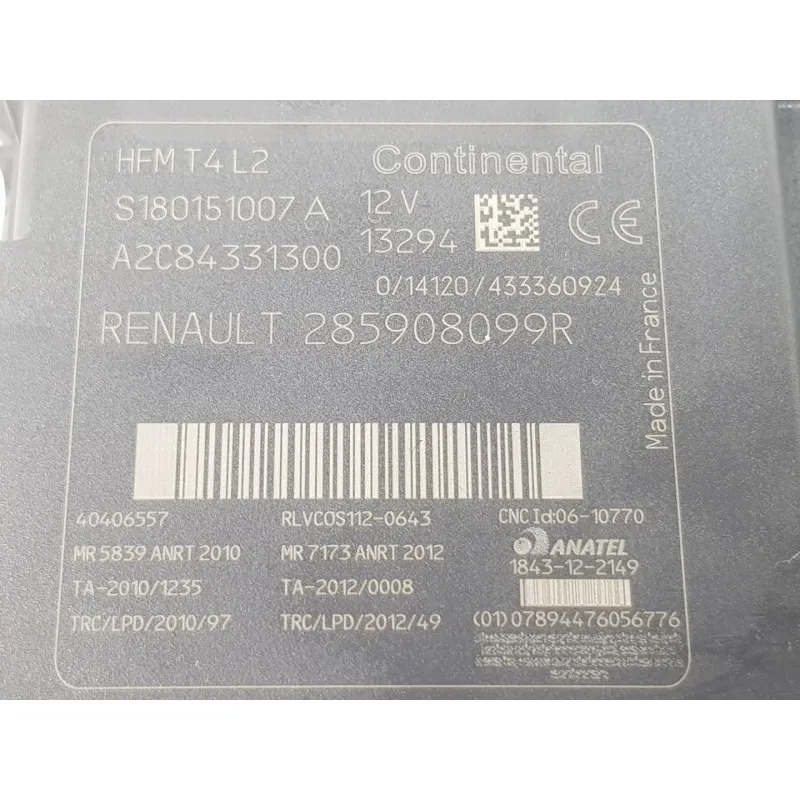 HFM T4 L2 Continental
S180151007 A 12 V
A2C84331300 13294 CE
0/14120/433360924
RENAULT 285908099R
Made in France
40406557 RLVCOS112-0643 CNC Id:06-10770
MR 5839 ANRT 2010 MR 7173 ANRT 2012 ANATEL
TA-2010/1235 TA-2012/0008 1843-12-2149
TRC/LPD/2010/97 TRC/LPD/2012/49 (01)07894476056776